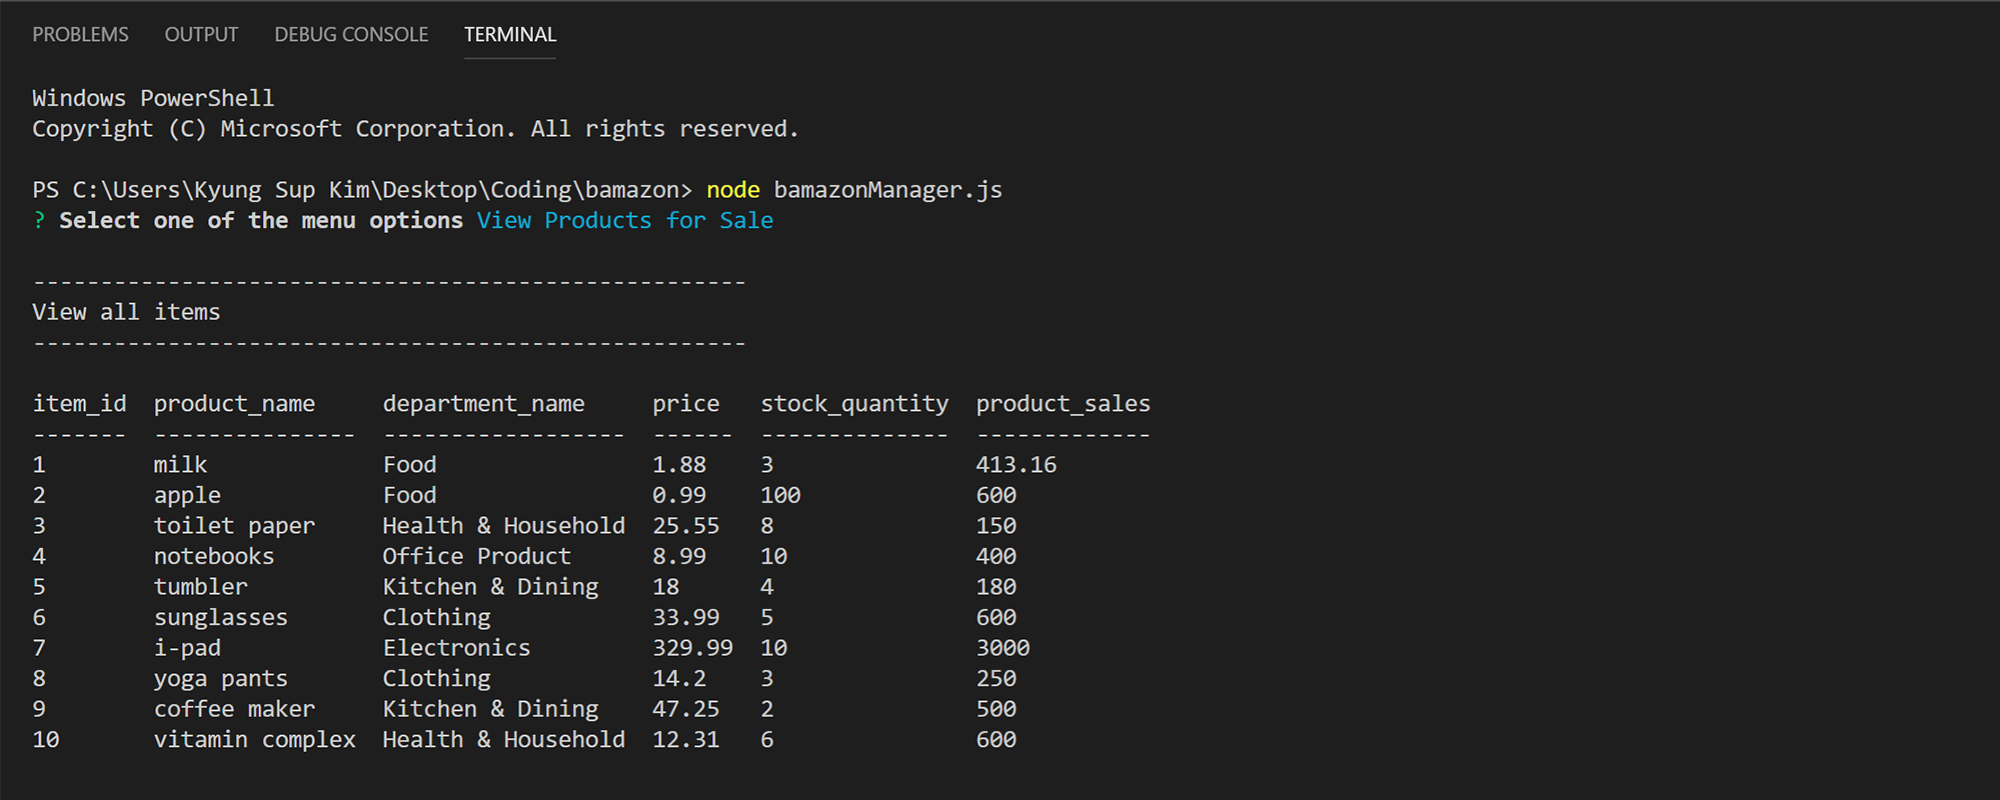 PROBLEMS OUTPUT DEBUG CONSOLE TERMINAL
Windows PowerShell
Copyright (C) Microsoft Corporation. All rights reserved.
PS C:\Users\Kyung Sup Kim\Desktop\Coding\bamazon> node bamazonManager.js
? Select one of the menu options View Products for Sale
-----------------------------------------------------
View all items
-----------------------------------------------------
item_id  product_name     department_name     price   stock_quantity  product_sales
-------  ---------------  ------------------  ------  --------------  -------------
1        milk             Food                1.88    3               413.16
2        apple            Food                0.99    100             600
3        toilet paper     Health & Household  25.55   8               150
4        notebooks        Office Product      8.99    10              400
5        tumbler          Kitchen & Dining    18      4               180
6        sunglasses       Clothing            33.99   5               600
7        i-pad            Electronics         329.99  10              3000
8        yoga pants       Clothing            14.2    3               250
9        coffee maker     Kitchen & Dining    47.25   2               500
10       vitamin complex  Health & Household  12.31   6               600